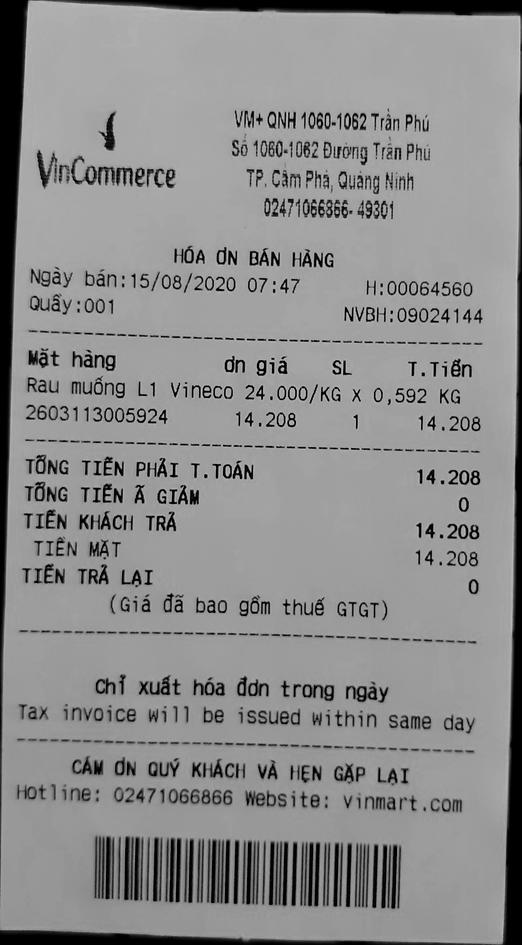 VinCommerce
VM+ QNH 1060-1062 Trần Phú
Số 1060-1062 Đường Trần Phú
TP. Cẩm Phả, Quảng Ninh
02471066866- 49301
HÓA ƠN BÁN HÀNG
Ngày bán:15/08/2020 07:47 H:00064560
Quầy:001 NVBH:09024144
Mặt hàng ơn giá SL T.Tiền
Rau muống L1 Vineco 24.000/KG X 0,592 KG
2603113005924 14.208 1 14.208
TỔNG TIỀN PHẢI T.TOÁN 14.208
TỔNG TIỀN Ã GIẢM 0
TIỀN KHÁCH TRẢ 14.208
TIỀN MẶT 14.208
TIỀN TRẢ LẠI 0
(Giá đã bao gồm thuế GTGT)
Chỉ xuất hóa đơn trong ngày
Tax invoice will be issued within same day
CÁM ƠN QUÝ KHÁCH VÀ HẸN GẶP LẠI
Hotline: 02471066866 Website: vinmart.com